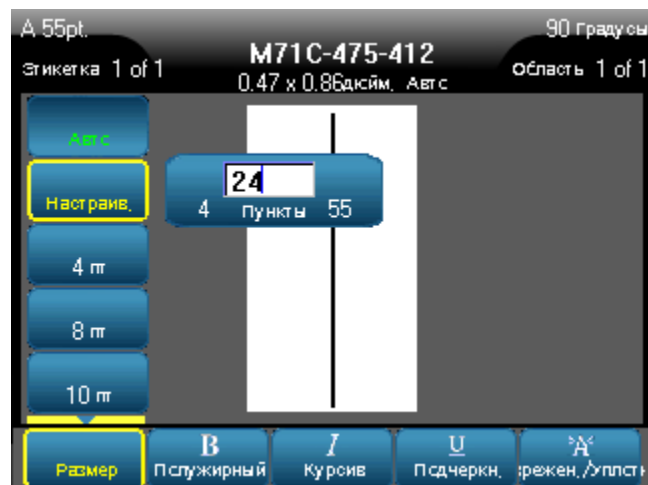 A 55pt.
90 Градусы
M71C-475-412
Этикетка 1 of 1
Область 1 of 1
0.47 x 0.86дюйм, Авто
Авто
Настраив.
24
4 Пункты 55
4 пт
8 пт
10 пт
B
I
U
A
Размер
Полужирный
Курсив
Подчеркн.